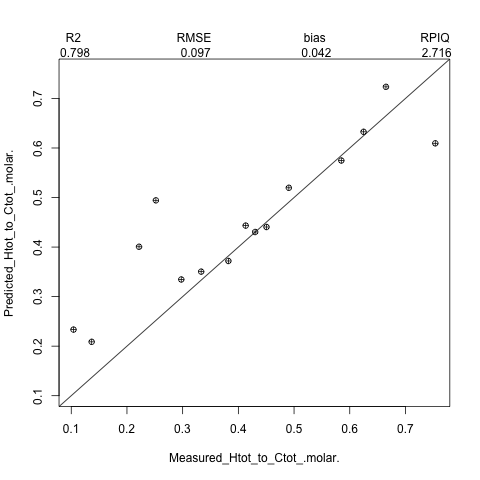 R2 RMSE bias RPIQ
0.798 0.097 0.042 2.716
Predicted_Htot_to_Ctot_.molar.
0.7
0.6
0.5
0.4
0.3
0.2
0.1
0.1 0.2 0.3 0.4 0.5 0.6 0.7
Measured_Htot_to_Ctot_.molar.